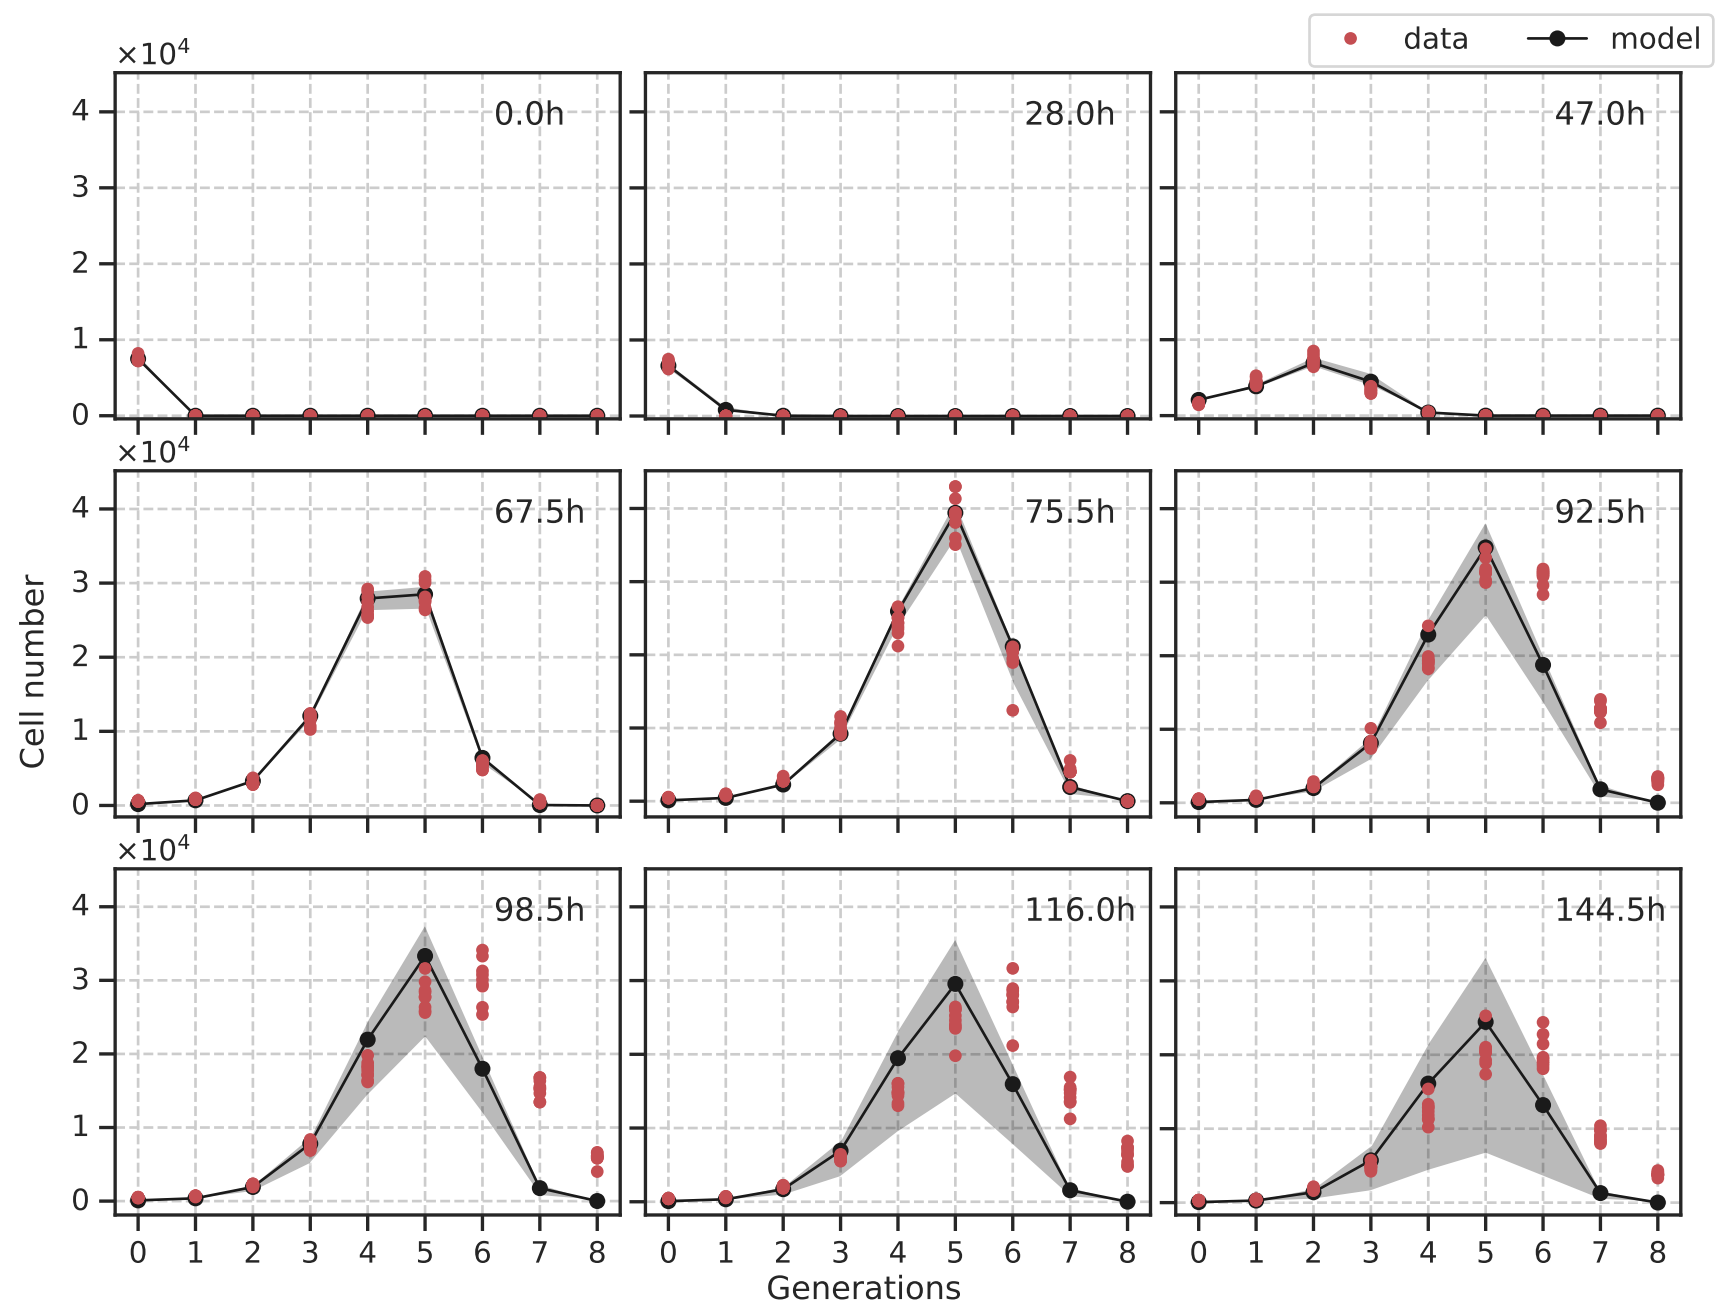 data model
×10⁴
4 0.0h 28.0h 47.0h
3
2
1
0
×10⁴
4 67.5h 75.5h 92.5h
3
2
1
0
Cell number
×10⁴
4 98.5h 116.0h 144.5h
3
2
1
0
0 1 2 3 4 5 6 7 8 0 1 2 3 4 5 6 7 8 0 1 2 3 4 5 6 7 8
Generations